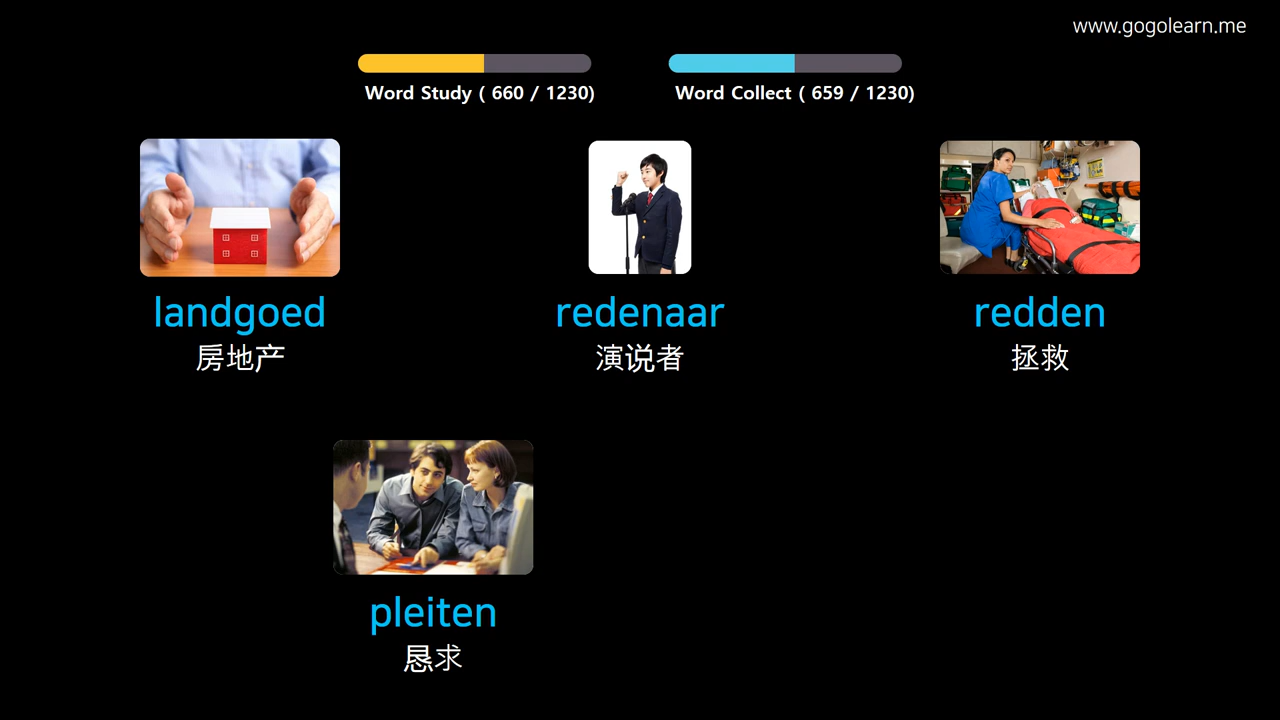 www.gogolearn.me
Word Study ( 660 / 1230)
Word Collect ( 659 / 1230)
landgoed
房地产
redenaar
演说者
redden
拯救
pleiten
恳求